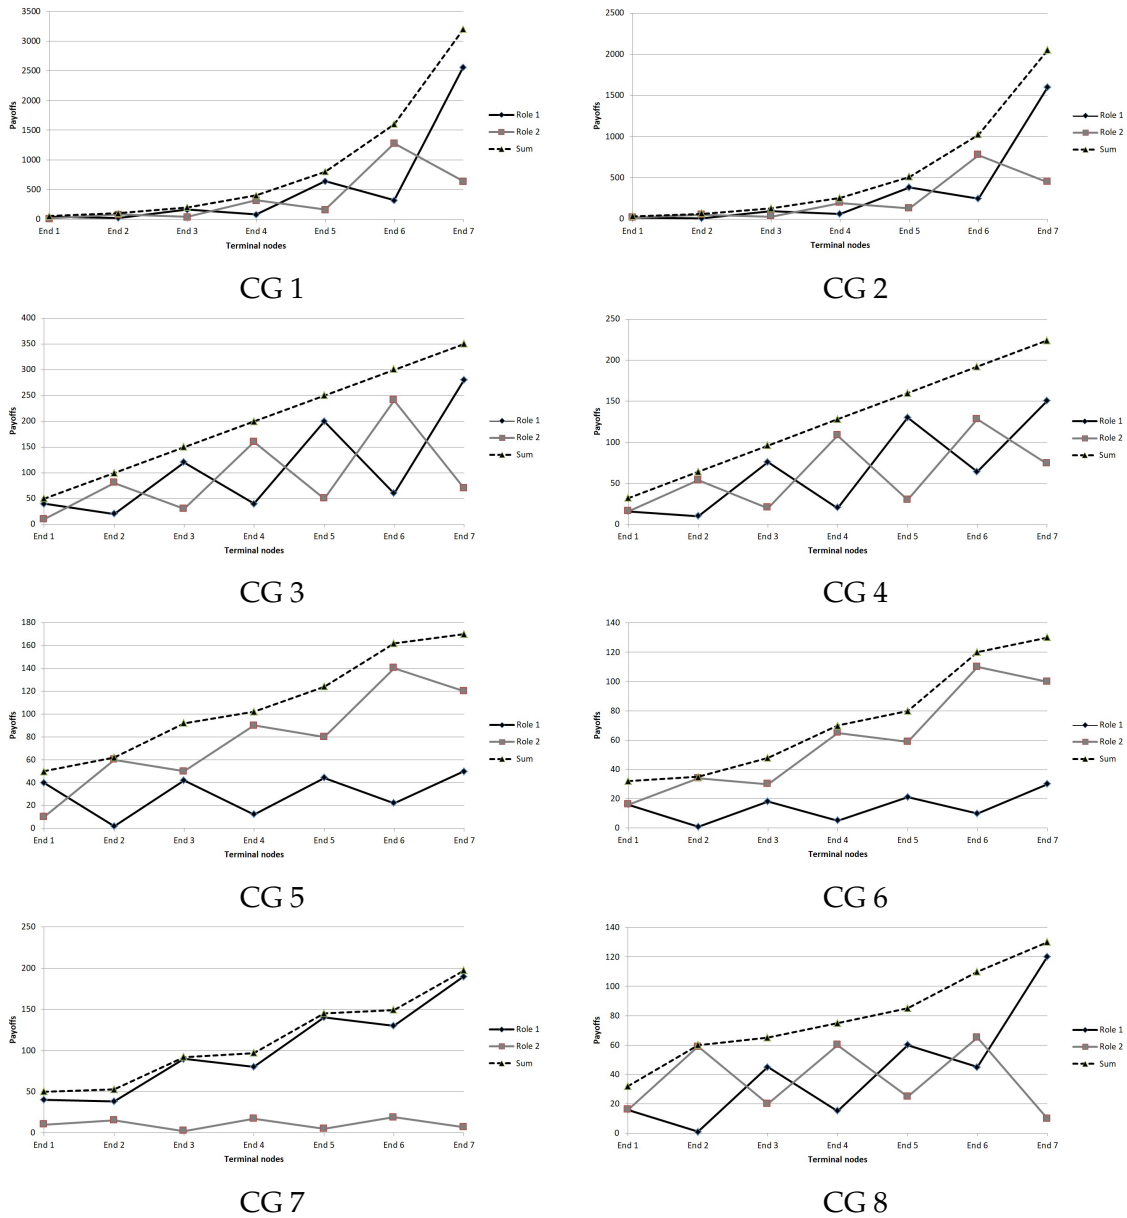 3500
3000
2500
2000
1500
1000
500
0
Payoffs
End 1 End 2 End 3 End 4 End 5 End 6 End 7
Terminal nodes
Role 1
Role 2
Sum
CG 1
2500
2000
1500
1000
500
0
Payoffs
End 1 End 2 End 3 End 4 End 5 End 6 End 7
Terminal nodes
Role 1
Role 2
Sum
CG 2
400
350
300
250
200
150
100
50
0
Payoffs
End 1 End 2 End 3 End 4 End 5 End 6 End 7
Terminal nodes
Role 1
Role 2
Sum
CG 3
250
200
150
100
50
0
Payoffs
End 1 End 2 End 3 End 4 End 5 End 6 End 7
Terminal nodes
Role 1
Role 2
Sum
CG 4
180
160
140
120
100
80
60
40
20
0
Payoffs
End 1 End 2 End 3 End 4 End 5 End 6 End 7
Terminal nodes
Role 1
Role 2
Sum
CG 5
140
120
100
80
60
40
20
0
Payoffs
End 1 End 2 End 3 End 4 End 5 End 6 End 7
Terminal nodes
Role 1
Role 2
Sum
CG 6
250
200
150
100
50
0
Payoffs
End 1 End 2 End 3 End 4 End 5 End 6 End 7
Terminal nodes
Role 1
Role 2
Sum
CG 7
140
120
100
80
60
40
20
0
Payoffs
End 1 End 2 End 3 End 4 End 5 End 6 End 7
Terminal nodes
Role 1
Role 2
Sum
CG 8